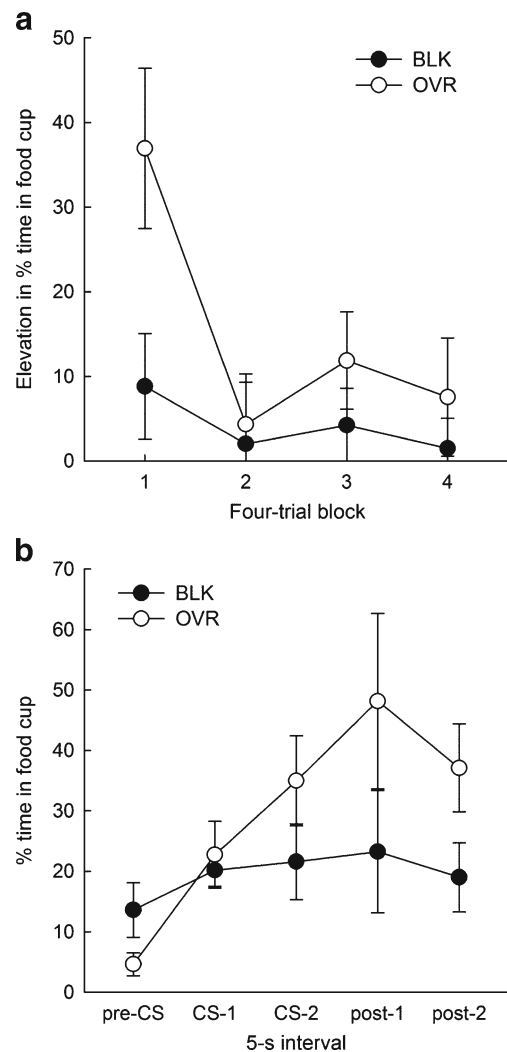 a
50
BLK
OVR
40
30
20
10
0
Elevation in % time in food cup
1 2 3 4
Four-trial block
b
70
BLK
OVR
60
50
40
30
20
10
0
% time in food cup
pre-CS CS-1 CS-2 post-1 post-2
5-s interval